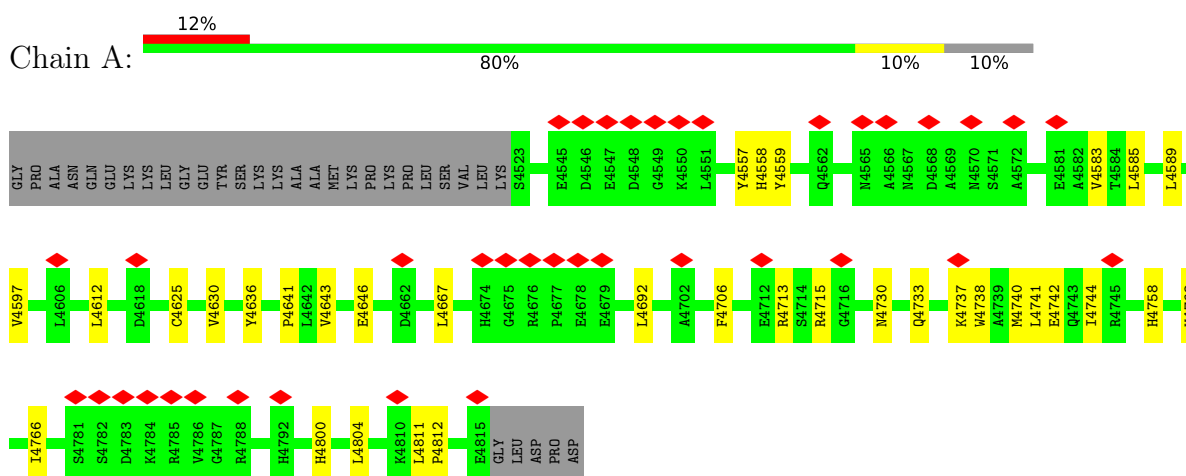 12%
Chain A:
80% 10% 10%
GLY PRO ALA ASN GLN GLU LYS LYS LEU GLY GLU TYR SER LYS LYS ALA ALA MET LYS PRO LYS PRO LEU SER VAL LEU LYS S4523 E4545 D4546 E4547 D4548 G4549 K4550 L4551 Y4557 H4558 Y4559 Q4562 N4565 A4566 N4567 D4568 A4569 N4570 S4571 A4572 E4581 A4582 V4583 T4584 L4585 L4589
V4597 L4606 L4612 D4618 C4625 V4630 Y4636 P4641 L4642 V4643 E4646 D4662 L4667 H4674 G4675 R4676 P4677 E4678 E4679 L4692 A4702 F4706 E4712 R4713 S4714 R4715 G4716 N4730 Q4733 K4737 W4738 A4739 M4740 L4741 E4742 Q4743 I4744 R4745 H4758
I4766 S4781 S4782 D4783 K4784 R4785 V4786 G4787 R4788 H4792 H4800 L4804 K4810 L4811 P4812 E4815 GLY LEU ASP PRO ASP